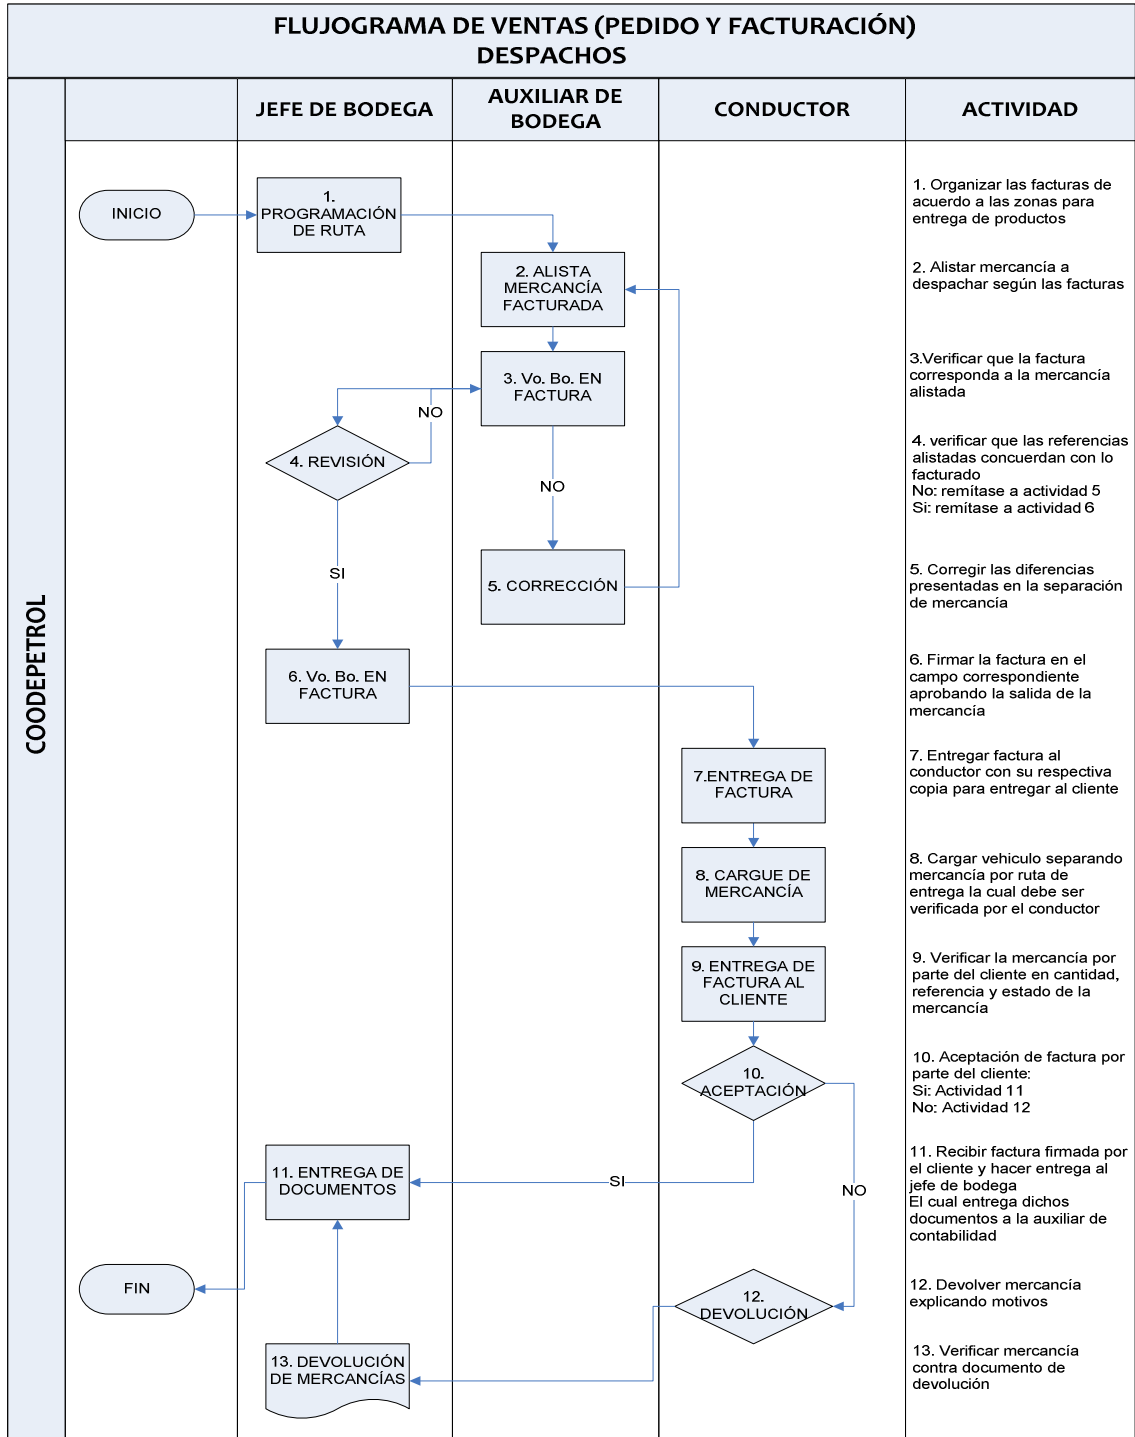 FLUJOGRAMA DE VENTAS (PEDIDO Y FACTURACIÓN)
DESPACHOS
COODEPETROL
JEFE DE BODEGA
AUXILIAR DE
BODEGA
CONDUCTOR
ACTIVIDAD
INICIO
1.
PROGRAMACIÓN
DE RUTA
1. Organizar las facturas de
acuerdo a las zonas para
entrega de productos
2. ALISTA
MERCANCÍA
FACTURADA
2. Alistar mercancía a
despachar según las facturas
3. Vo. Bo. EN
FACTURA
3.Verificar que la factura
corresponda a la mercancía
alistada
NO
4. REVISIÓN
4. verificar que las referencias
alistadas concuerdan con lo
facturado
No: remítase a actividad 5
Si: remítase a actividad 6
NO
SI
5. CORRECCIÓN
5. Corregir las diferencias
presentadas en la separación
de mercancía
6. Vo. Bo. EN
FACTURA
6. Firmar la factura en el
campo correspondiente
aprobando la salida de la
mercancía
7.ENTREGA DE
FACTURA
7. Entregar factura al
conductor con su respectiva
copia para entregar al cliente
8. CARGUE DE
MERCANCÍA
8. Cargar vehiculo separando
mercancía por ruta de
entrega la cual debe ser
verificada por el conductor
9. ENTREGA DE
FACTURA AL
CLIENTE
9. Verificar la mercancía por
parte del cliente en cantidad,
referencia y estado de la
mercancía
10.
ACEPTACIÓN
10. Aceptación de factura por
parte del cliente:
Si: Actividad 11
No: Actividad 12
11. ENTREGA DE
DOCUMENTOS
SI
NO
11. Recibir factura firmada por
el cliente y hacer entrega al
jefe de bodega
El cual entrega dichos
documentos a la auxiliar de
contabilidad
FIN
12.
DEVOLUCIÓN
12. Devolver mercancía
explicando motivos
13. DEVOLUCIÓN
DE MERCANCÍAS
13. Verificar mercancía
contra documento de
devolución